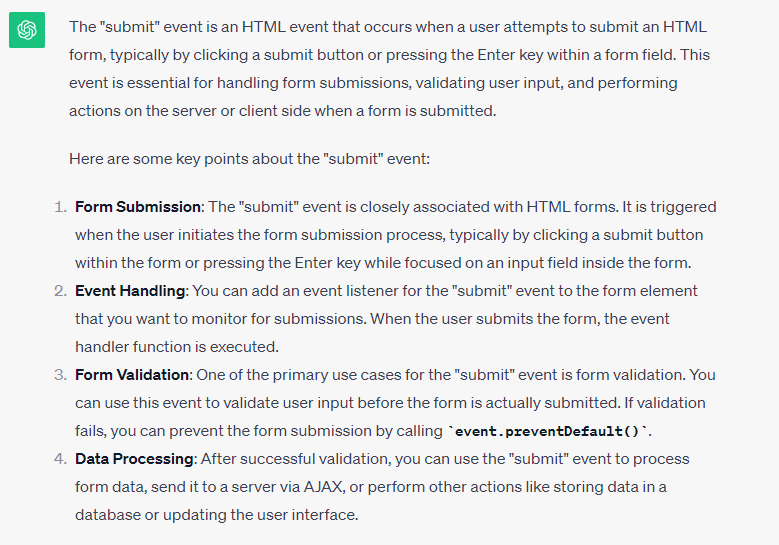 The "submit" event is an HTML event that occurs when a user attempts to submit an HTML
form, typically by clicking a submit button or pressing the Enter key within a form field. This
event is essential for handling form submissions, validating user input, and performing
actions on the server or client side when a form is submitted.
Here are some key points about the "submit" event:
1. Form Submission: The "submit" event is closely associated with HTML forms. It is triggered
when the user initiates the form submission process, typically by clicking a submit button
within the form or pressing the Enter key while focused on an input field inside the form.
2. Event Handling: You can add an event listener for the "submit" event to the form element
that you want to monitor for submissions. When the user submits the form, the event
handler function is executed.
3. Form Validation: One of the primary use cases for the "submit" event is form validation. You
can use this event to validate user input before the form is actually submitted. If validation
fails, you can prevent the form submission by calling `event.preventDefault()`.
4. Data Processing: After successful validation, you can use the "submit" event to process
form data, send it to a server via AJAX, or perform other actions like storing data in a
database or updating the user interface.